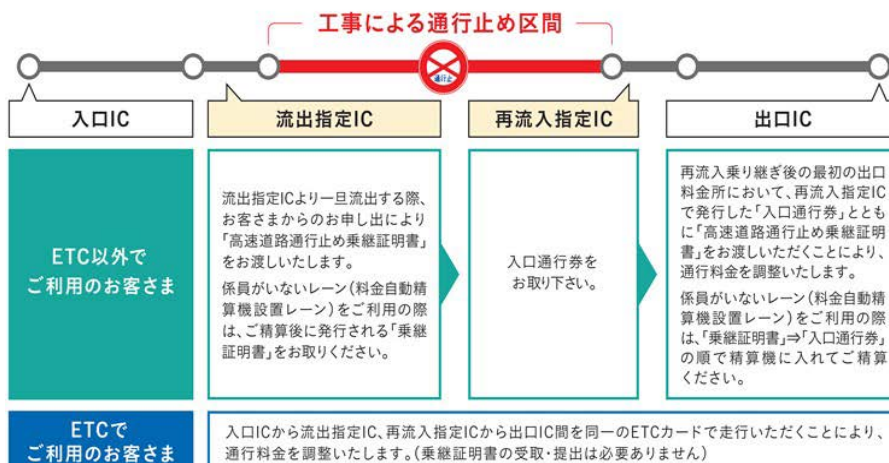 工事による通行止め区間
通行止
入口IC
流出指定IC
再流入指定IC
出口IC
ETC以外で
ご利用のお客さま
流出指定ICより一旦流出する際、
お客さまからのお申し出により
「高速道路通行止め乗継証明書」
をお渡しいたします。
係員がいないレーン(料金自動精
算機設置レーン)をご利用の際
は、ご精算後に発行される「乗継
証明書」をお取りください。
入口通行券を
お取り下さい。
再流入乗り継ぎ後の最初の出口
料金所において、再流入指定IC
で発行した「入口通行券」ととも
に「高速道路通行止め乗継証明
書」をお渡しいただくことにより、
通行料金を調整いたします。
係員がいないレーン(料金自動精
算機設置レーン)をご利用の際
は、「乗継証明書」⇒「入口通行券」
の順で精算機に入れてご精算
ください。
ETCで
ご利用のお客さま
入口ICから流出指定IC、再流入指定ICから出口IC間を同一のETCカードで走行いただくことにより、
通行料金を調整いたします。(乗継証明書の受取・提出は必要ありません)